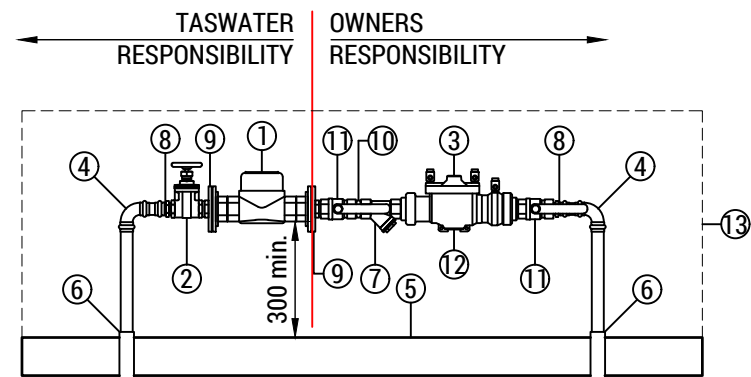 TASWATER OWNERS
RESPONSIBILITY RESPONSIBILITY
1
8 9 11 10 3 8
4 4
13
2 7 12 11
9
6 5 6
300 min.